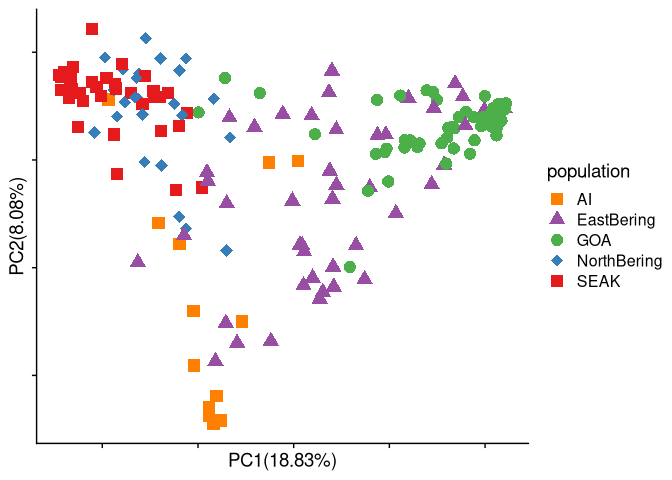 PC2(8.08%)
PC1(18.83%)
population
AI
EastBering
GOA
NorthBering
SEAK